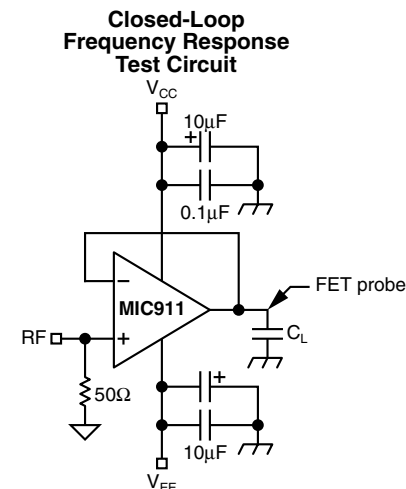 Closed-Loop
Frequency Response
Test Circuit
VCC
10µF
+
0.1µF
FET probe
−
MIC911
RF
+
CL
50Ω
+
10µF
VEE